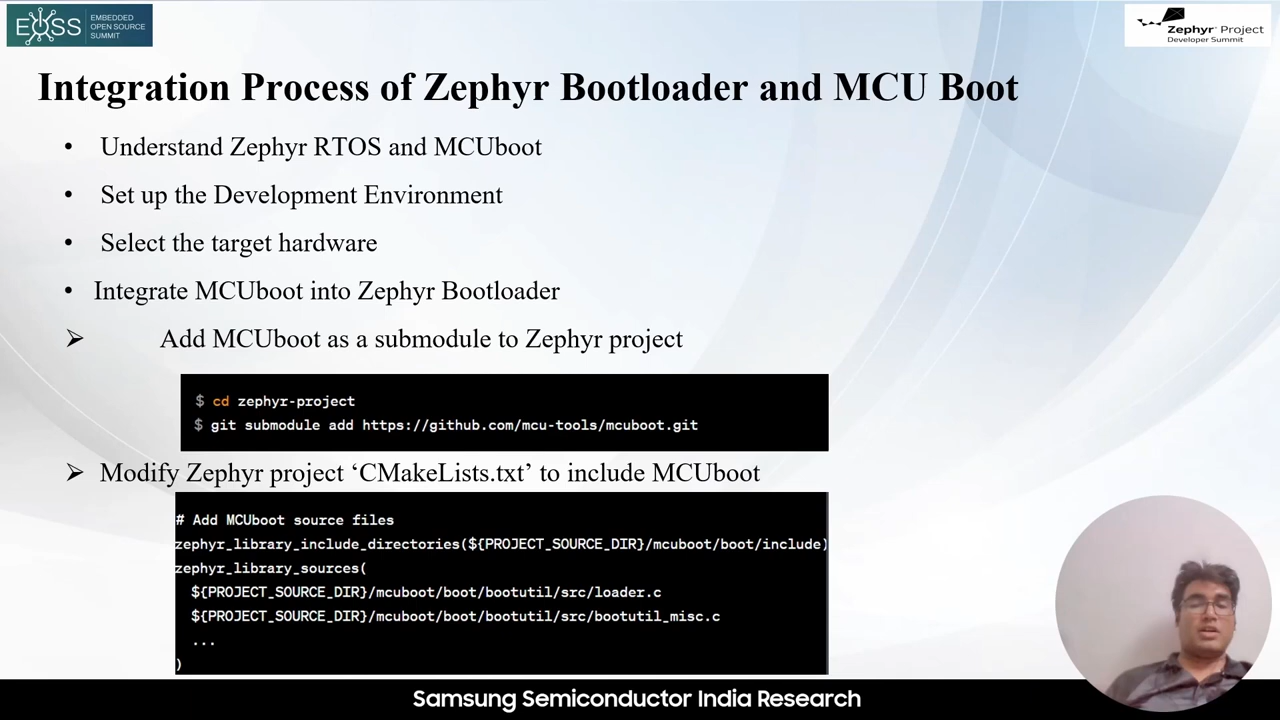 EOSS
EMBEDDED
OPEN SOURCE
SUMMIT
Zephyr® Project
Developer Summit
Integration Process of Zephyr Bootloader and MCU Boot
• Understand Zephyr RTOS and MCUboot
• Set up the Development Environment
• Select the target hardware
• Integrate MCUboot into Zephyr Bootloader
➢ Add MCUboot as a submodule to Zephyr project
$ cd zephyr-project
$ git submodule add https://github.com/mcu-tools/mcuboot.git
➢ Modify Zephyr project ‘CMakeLists.txt’ to include MCUboot
# Add MCUboot source files
zephyr_library_include_directories(${PROJECT_SOURCE_DIR}/mcuboot/boot/include)
zephyr_library_sources(
${PROJECT_SOURCE_DIR}/mcuboot/boot/bootutil/src/loader.c
${PROJECT_SOURCE_DIR}/mcuboot/boot/bootutil/src/bootutil_misc.c
...
)
Samsung Semiconductor India Research